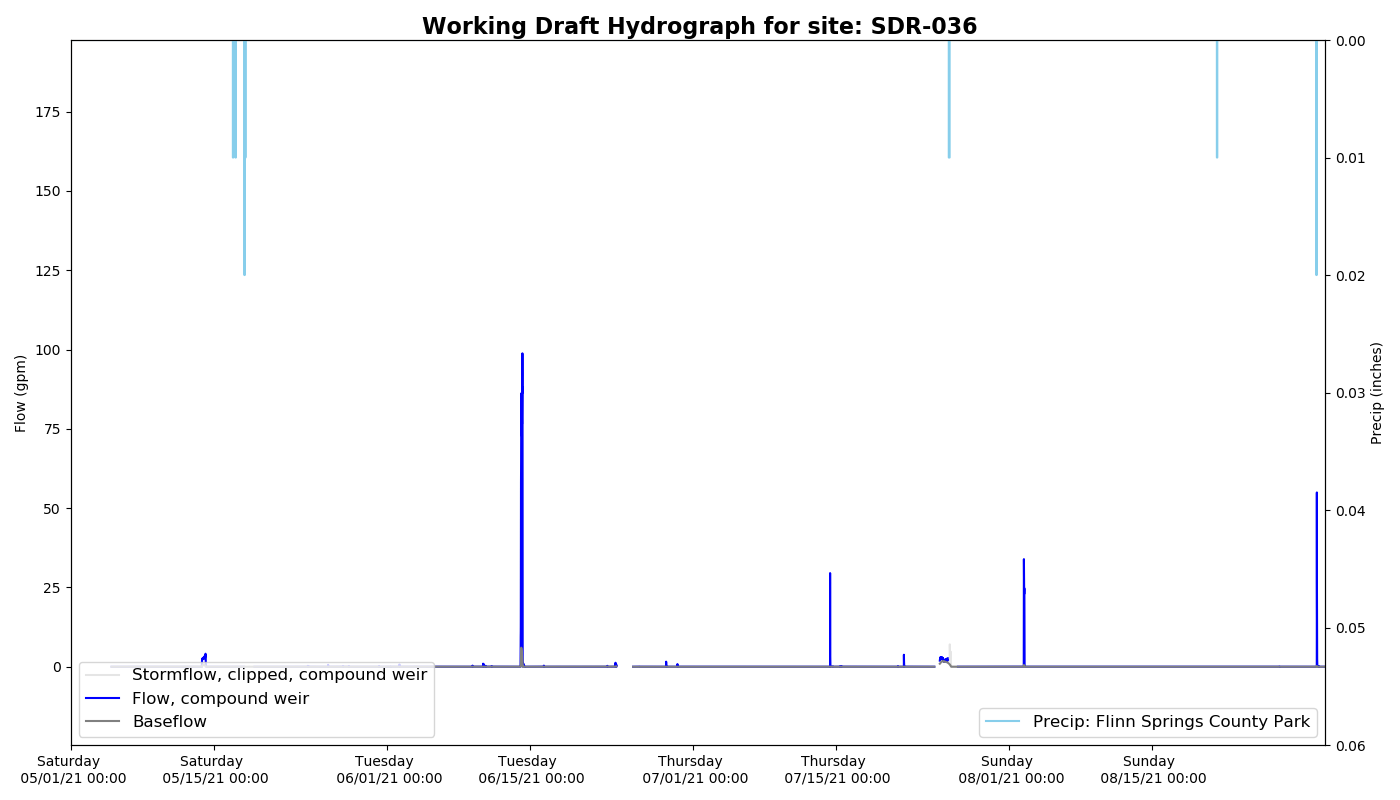 Working Draft Hydrograph for site: SDR-036
Flow (gpm)
175
150
125
100
75
50
25
0
0.00
0.01
0.02
0.03
0.04
0.05
0.06
Precip (inches)
Stormflow, clipped, compound weir
Flow, compound weir
Baseflow
Precip: Flinn Springs County Park
Saturday
05/01/21 00:00
Saturday
05/15/21 00:00
Tuesday
06/01/21 00:00
Tuesday
06/15/21 00:00
Thursday
07/01/21 00:00
Thursday
07/15/21 00:00
Sunday
08/01/21 00:00
Sunday
08/15/21 00:00